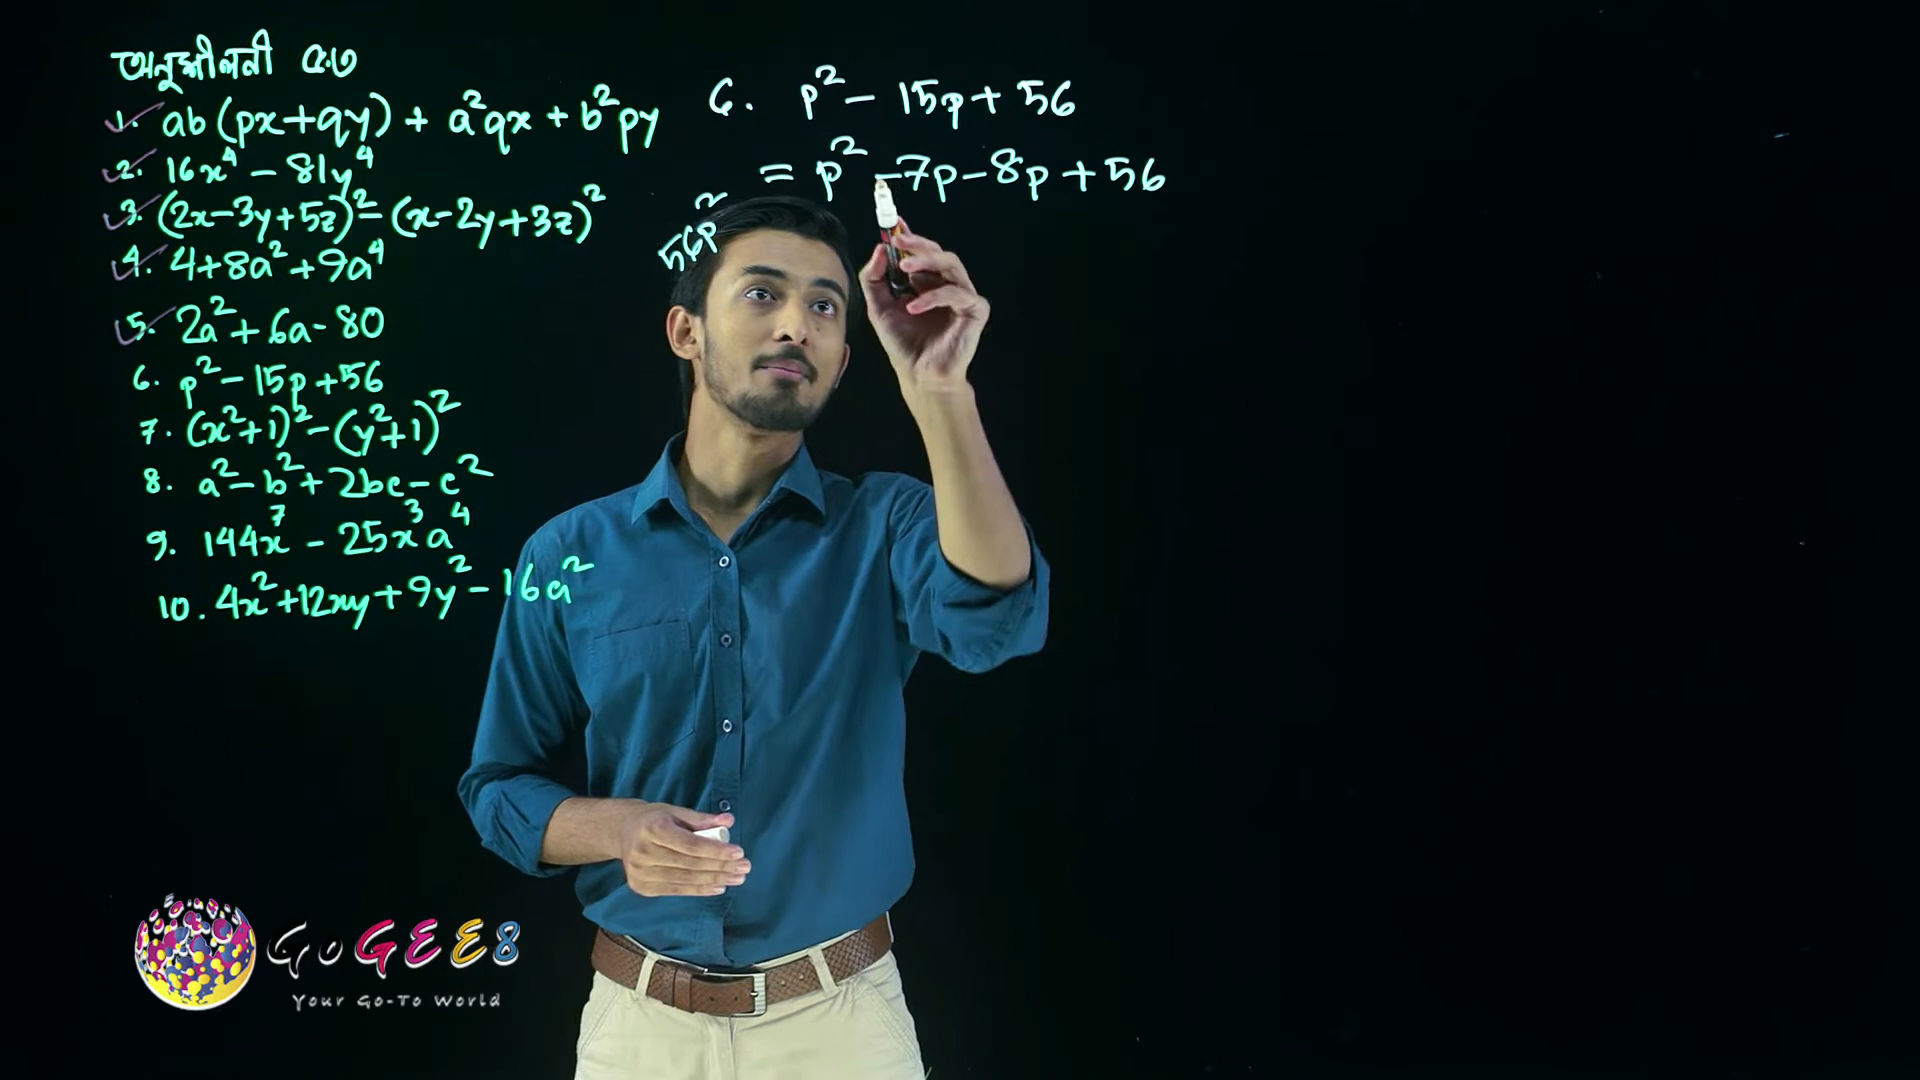 অনুশীলনী ৫.৩
1. ab(px+qy) + a²qx + b²py
2. 16x⁴ - 81y⁴
3. (2x-3y+5z)² - (x-2y+3z)²
4. 4+8a²+9a⁴
5. 2a²+6a-80
6. p²-15p+56
7. (x²+1)²-(y²+1)²
8. a²-b²+2bc-c²
9. 144x⁷ - 25x³a⁴
10. 4x²+12xy+9y²-16a²
6. p² - 15p + 56
= p² - 7p - 8p + 56
56p²
GOGEE8
Your Go-To World